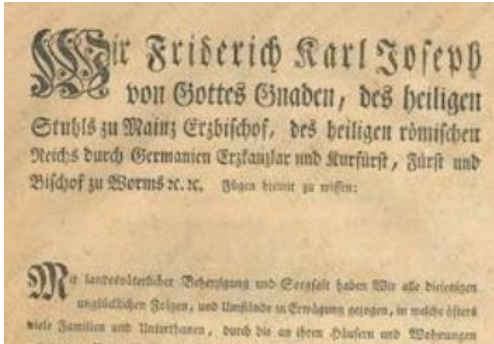 Wir Friderich Karl Joseph
von Gottes Gnaden, des heiligen
Stuhls zu Mainz Erzbischof, des heiligen römischen
Reichs durch Germanien Erzkanzlar und Kurfürst, Fürst und
Bischof zu Worms ꝛc. ꝛc. Fügen hiemit zu wissen:
Mit landesväterlicher Beherzigung und Sorgfalt haben Wir alle diejenigen
unglücklichen Folgen, und Umstände in Erwägung gezogen, in welche öfters
viele Familien und Unterthanen, durch die an ihren Häusern und Wohnungen